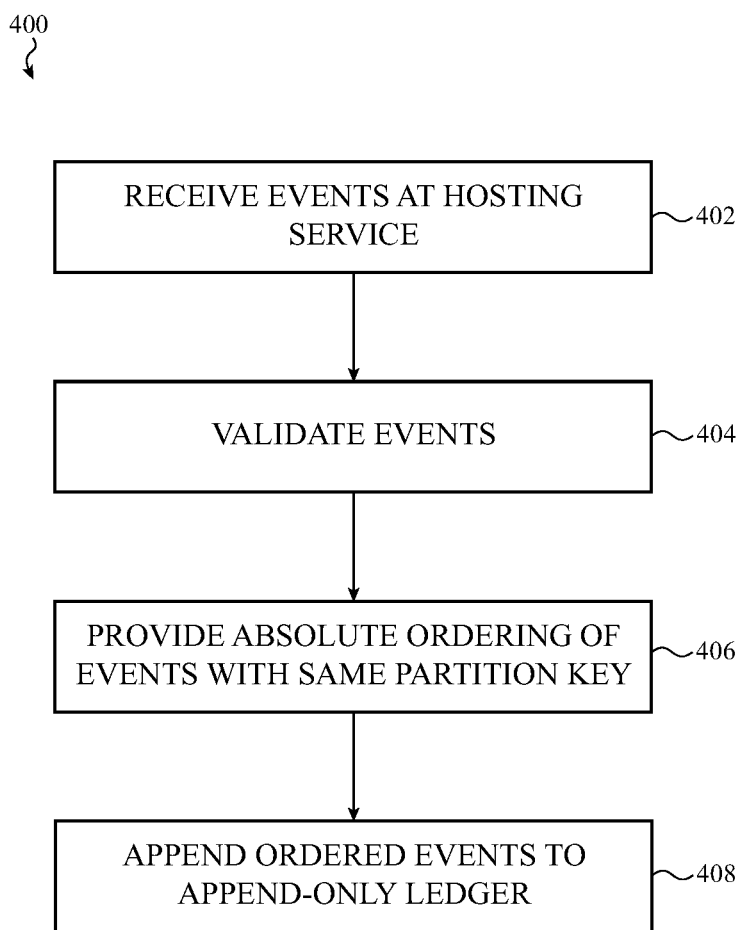 400
RECEIVE EVENTS AT HOSTING
SERVICE
402
VALIDATE EVENTS
404
PROVIDE ABSOLUTE ORDERING OF
EVENTS WITH SAME PARTITION KEY
406
APPEND ORDERED EVENTS TO
APPEND-ONLY LEDGER
408